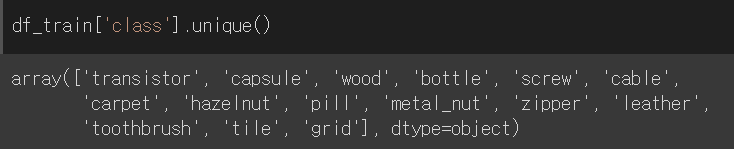 df_train['class'].unique()
array(['transistor', 'capsule', 'wood', 'bottle', 'screw', 'cable',
'carpet', 'hazelnut', 'pill', 'metal_nut', 'zipper', 'leather',
'toothbrush', 'tile', 'grid'], dtype=object)